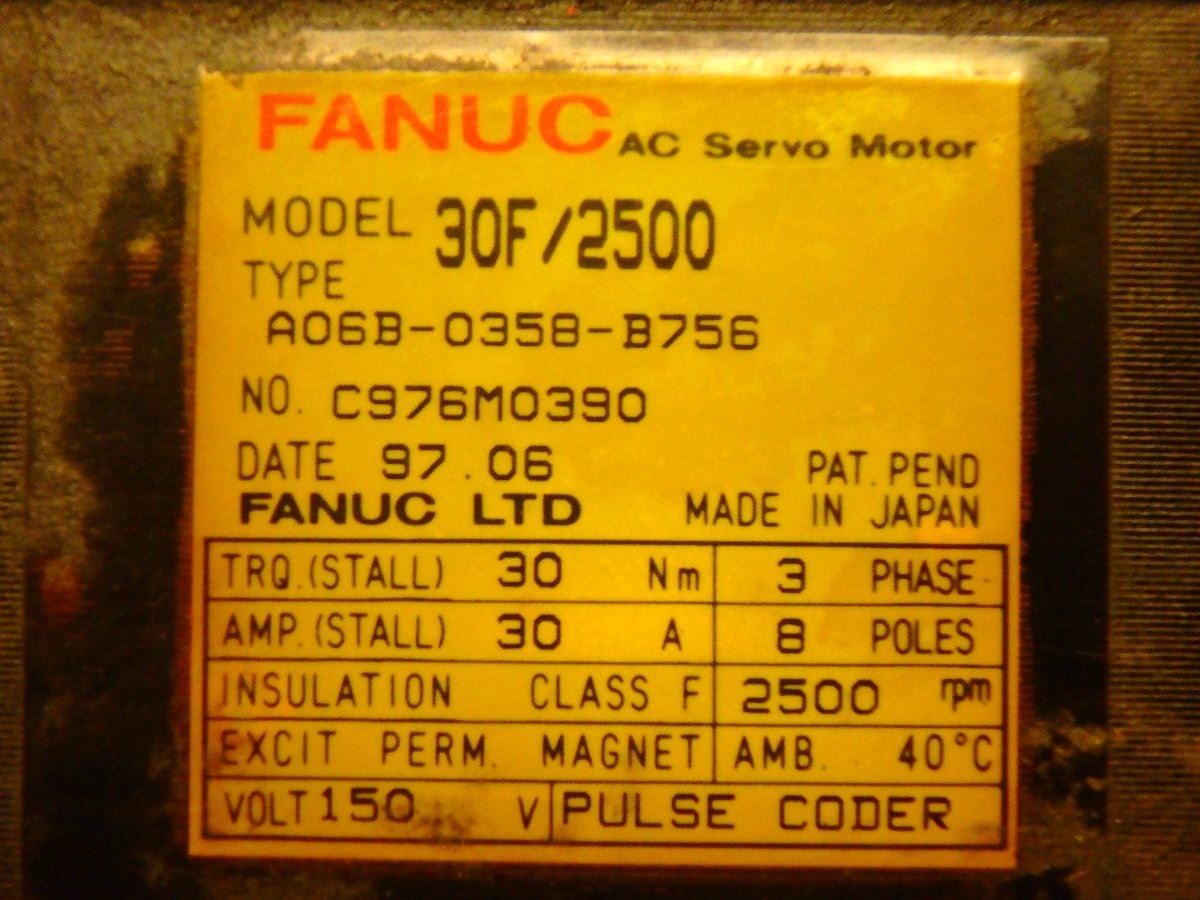 FANUC AC Servo Motor
MODEL 30F/2500
TYPE
A06B-0358-B756
NO. C976M0390
DATE 97.06
PAT. PEND
FANUC LTD MADE IN JAPAN
TRQ.(STALL) 30 Nm 3 PHASE
AMP.(STALL) 30 A 8 POLES
INSULATION CLASS F 2500 rpm
EXCIT PERM. MAGNET AMB. 40°C
VOLT 150 V PULSE CODER